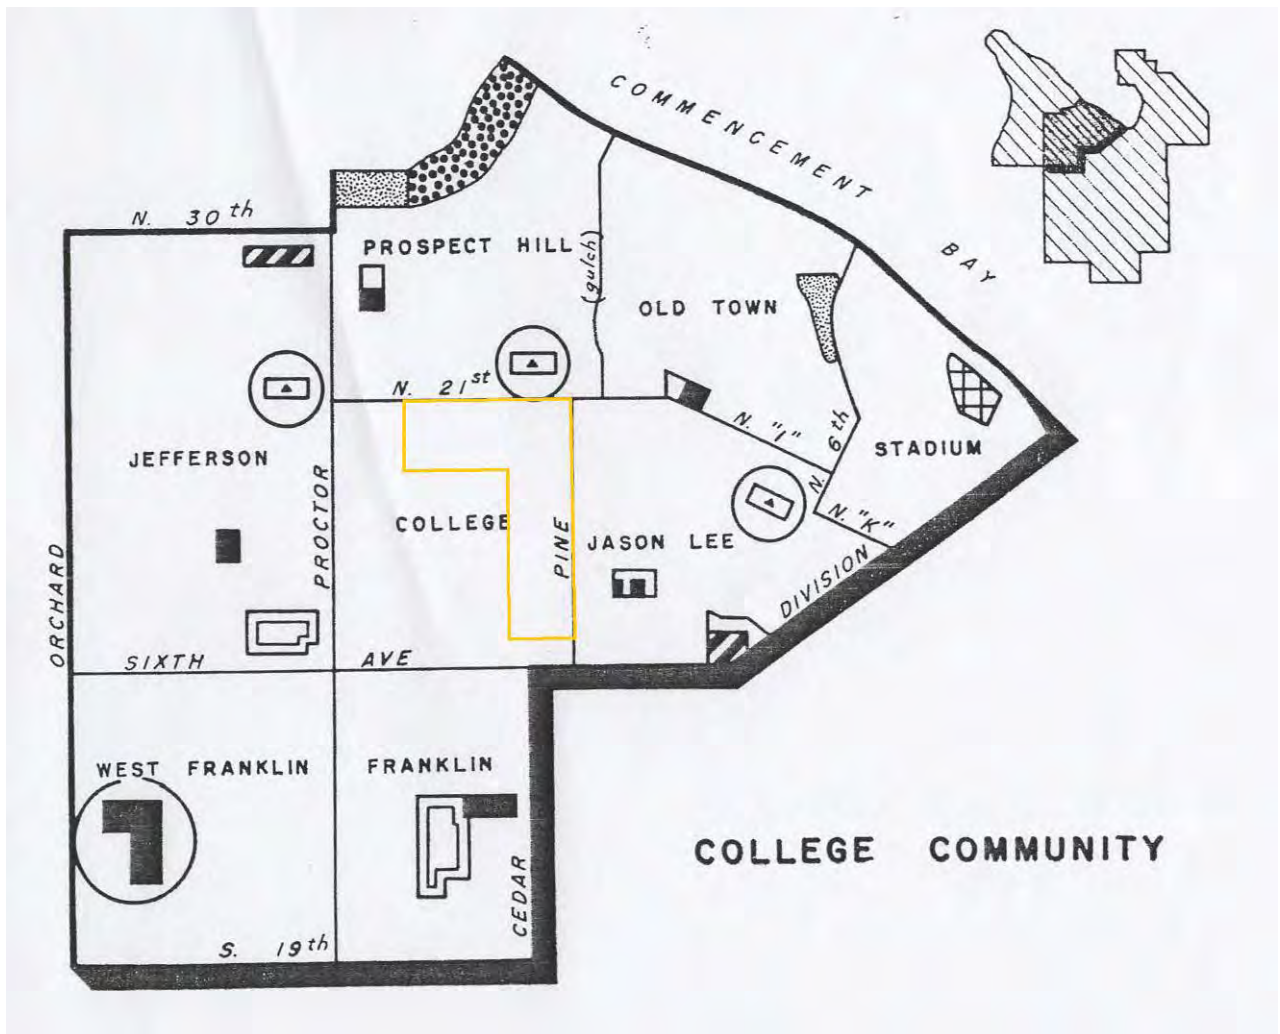 COMMENCEMENT BAY
N. 30th
PROSPECT HILL
(gulch)
OLD TOWN
N. 21st
N. "I"
N. 6th
STADIUM
JEFFERSON
PROCTOR
COLLEGE
PINE
JASON LEE
N. "K"
DIVISION
ORCHARD
SIXTH AVE
WEST FRANKLIN
FRANKLIN
CEDAR
COLLEGE COMMUNITY
S. 19th